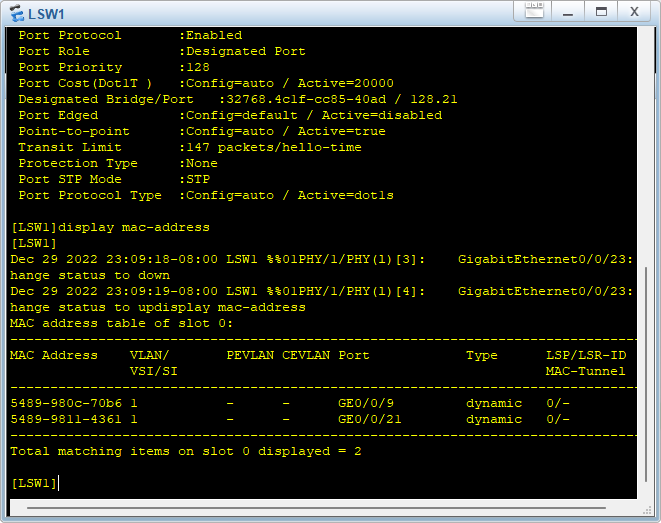 LSW1
X
Port Protocol :Enabled
Port Role :Designated Port
Port Priority :128
Port Cost(Dot1T ) :Config=auto / Active=20000
Designated Bridge/Port :32768.4c1f-cc85-40ad / 128.21
Port Edged :Config=default / Active=disabled
Point-to-point :Config=auto / Active=true
Transit Limit :147 packets/hello-time
Protection Type :None
Port STP Mode :STP
Port Protocol Type :Config=auto / Active=dot1s
[LSW1]display mac-address
[LSW1]
Dec 29 2022 23:09:18-08:00 LSW1 %%01PHY/1/PHY(l)[3]: GigabitEthernet0/0/23:
hange status to down
Dec 29 2022 23:09:19-08:00 LSW1 %%01PHY/1/PHY(l)[4]: GigabitEthernet0/0/23:
hange status to updisplay mac-address
MAC address table of slot 0:
-------------------------------------------------------------------------------
MAC Address VLAN/ PEVLAN CEVLAN Port Type LSP/LSR-ID
VSI/SI MAC-Tunnel
-------------------------------------------------------------------------------
5489-980c-70b6 1 - - GE0/0/9 dynamic 0/-
5489-9811-4361 1 - - GE0/0/21 dynamic 0/-
-------------------------------------------------------------------------------
Total matching items on slot 0 displayed = 2
[LSW1]